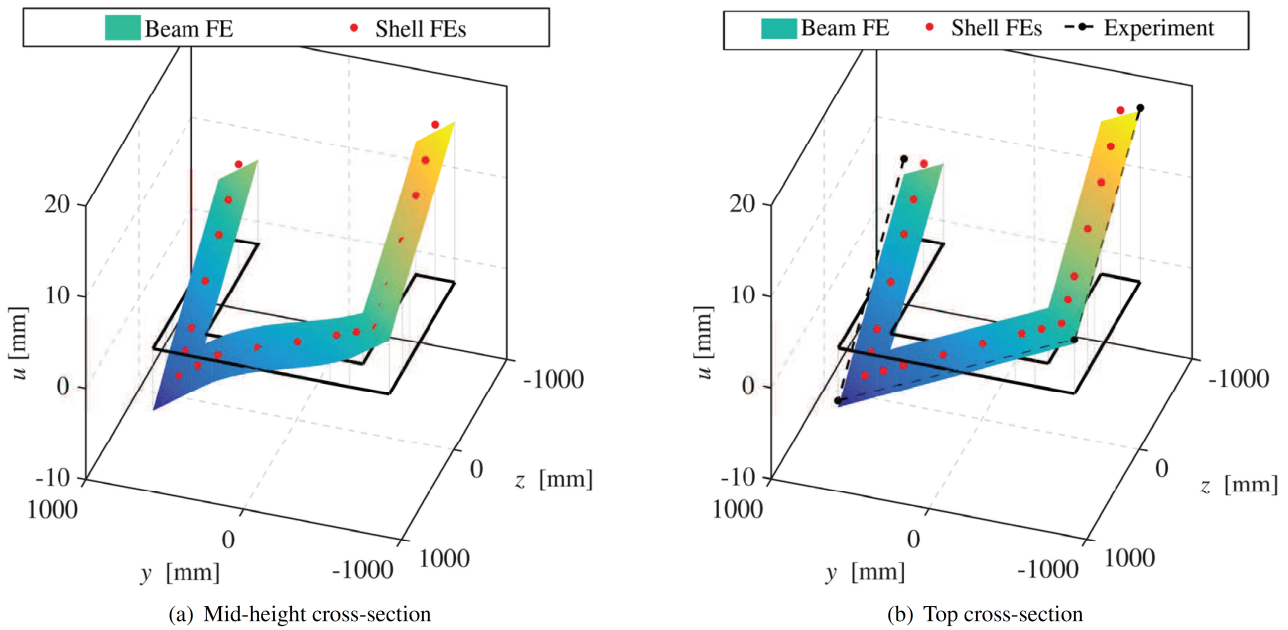 Beam FE Shell FEs
20
10
0
-10
u [mm]
1000
0
-1000
y [mm]
1000
0
-1000
z [mm]
(a) Mid-height cross-section
Beam FE Shell FEs Experiment
20
10
0
-10
u [mm]
1000
0
-1000
y [mm]
1000
0
-1000
z [mm]
(b) Top cross-section